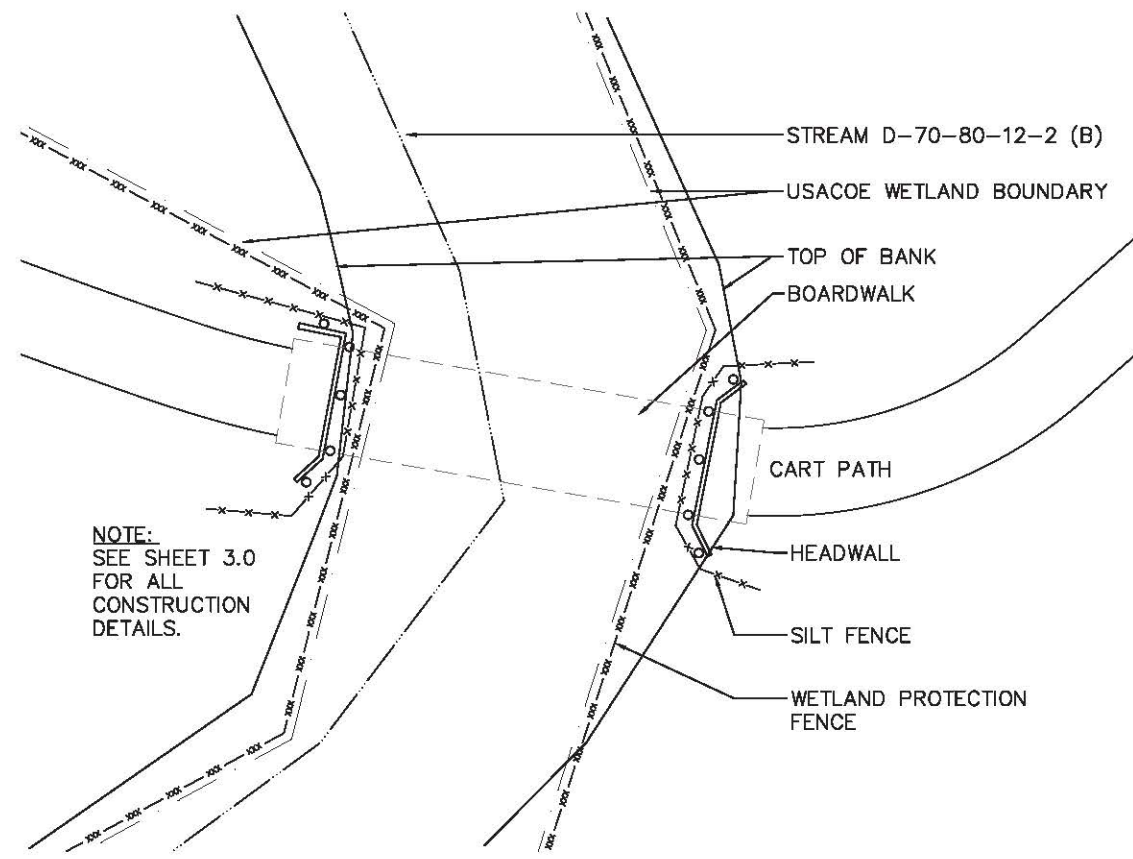 STREAM D-70-80-12-2 (B)
USACOE WETLAND BOUNDARY
TOP OF BANK
BOARDWALK
CART PATH
HEADWALL
SILT FENCE
WETLAND PROTECTION
FENCE
NOTE:
SEE SHEET 3.0
FOR ALL
CONSTRUCTION
DETAILS.